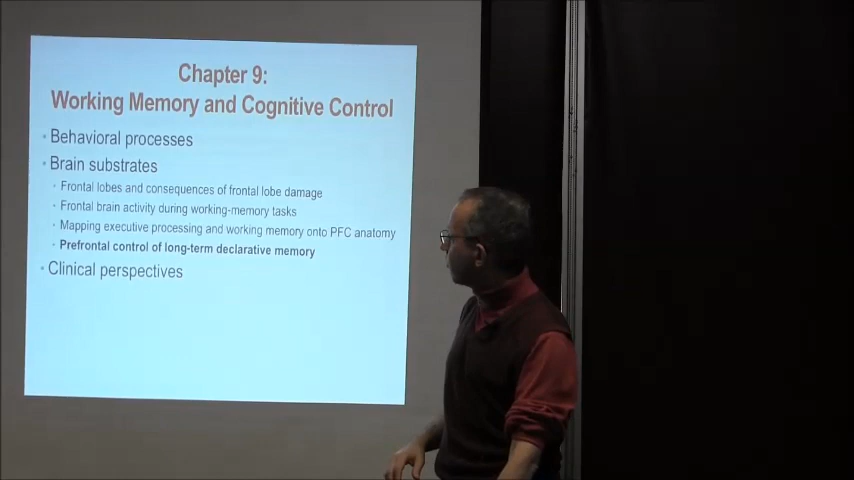 Chapter 9:
Working Memory and Cognitive Control
• Behavioral processes
• Brain substrates
• Frontal lobes and consequences of frontal lobe damage
• Frontal brain activity during working-memory tasks
• Mapping executive processing and working memory onto PFC anatomy
• Prefrontal control of long-term declarative memory
• Clinical perspectives